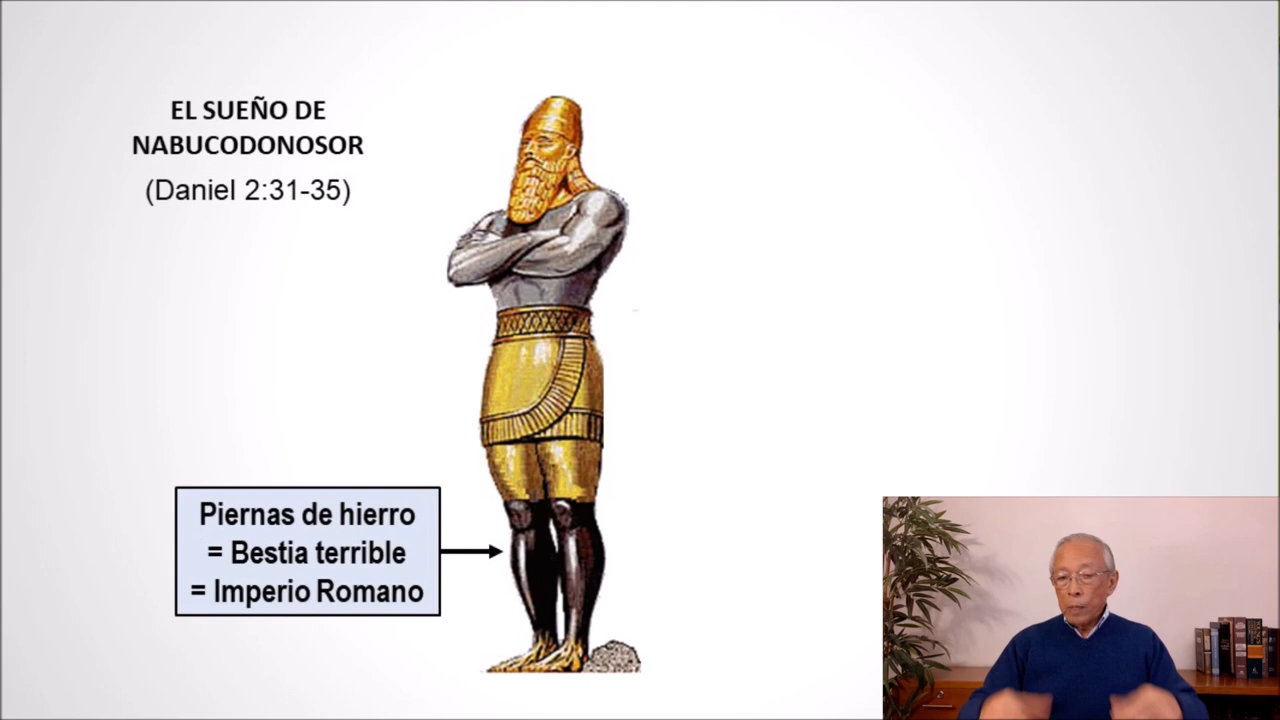 EL SUEÑO DE
NABUCODONOSOR
(Daniel 2:31-35)
Piernas de hierro
= Bestia terrible
= Imperio Romano